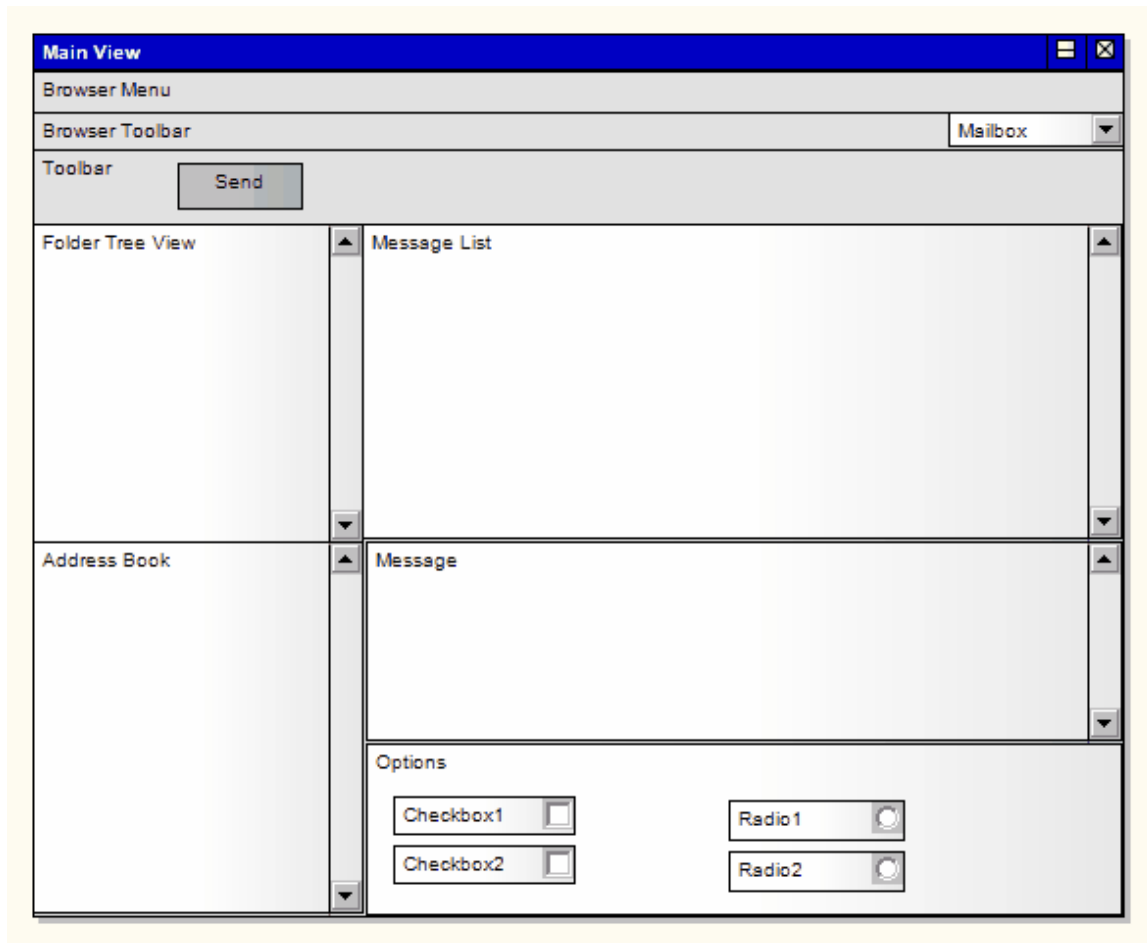 Main View
Browser Menu
Browser Toolbar
Mailbox
Toolbar
Send
Folder Tree View
Message List
Address Book
Message
Options
Checkbox1
Radio1
Checkbox2
Radio2